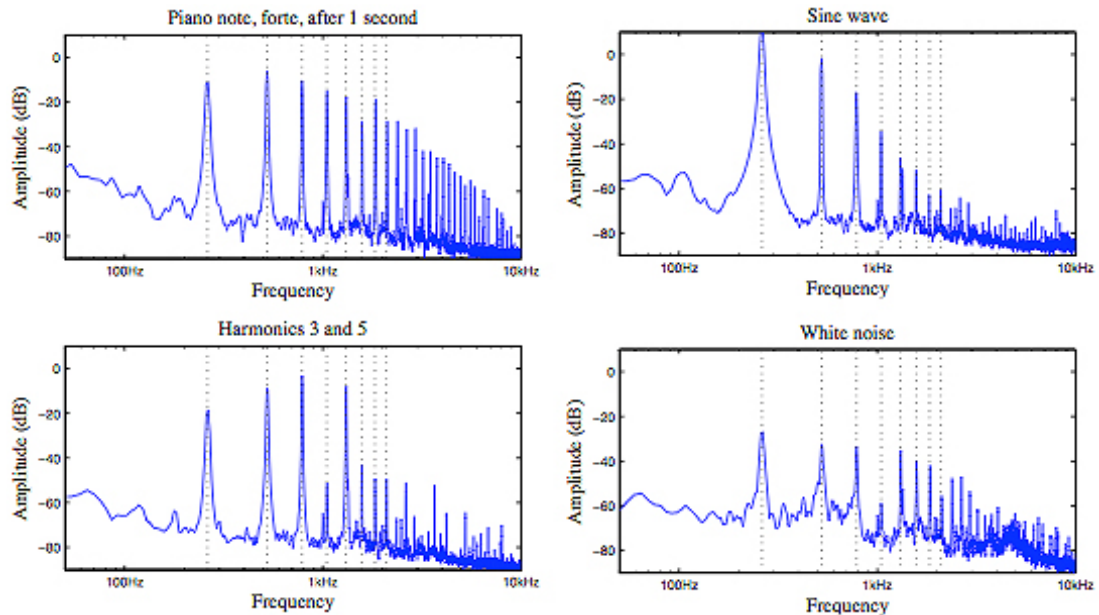 Piano note, forte, after 1 second
Amplitude (dB)
0
−20
−40
−60
−80
100Hz 1kHz 10kHz
Frequency
Sine wave
Amplitude (dB)
0
−20
−40
−60
−80
100Hz 1kHz 10kHz
Frequency
Harmonics 3 and 5
Amplitude (dB)
0
−20
−40
−60
−80
100Hz 1kHz 10kHz
Frequency
White noise
Amplitude (dB)
0
−20
−40
−60
−80
100Hz 1kHz 10kHz
Frequency